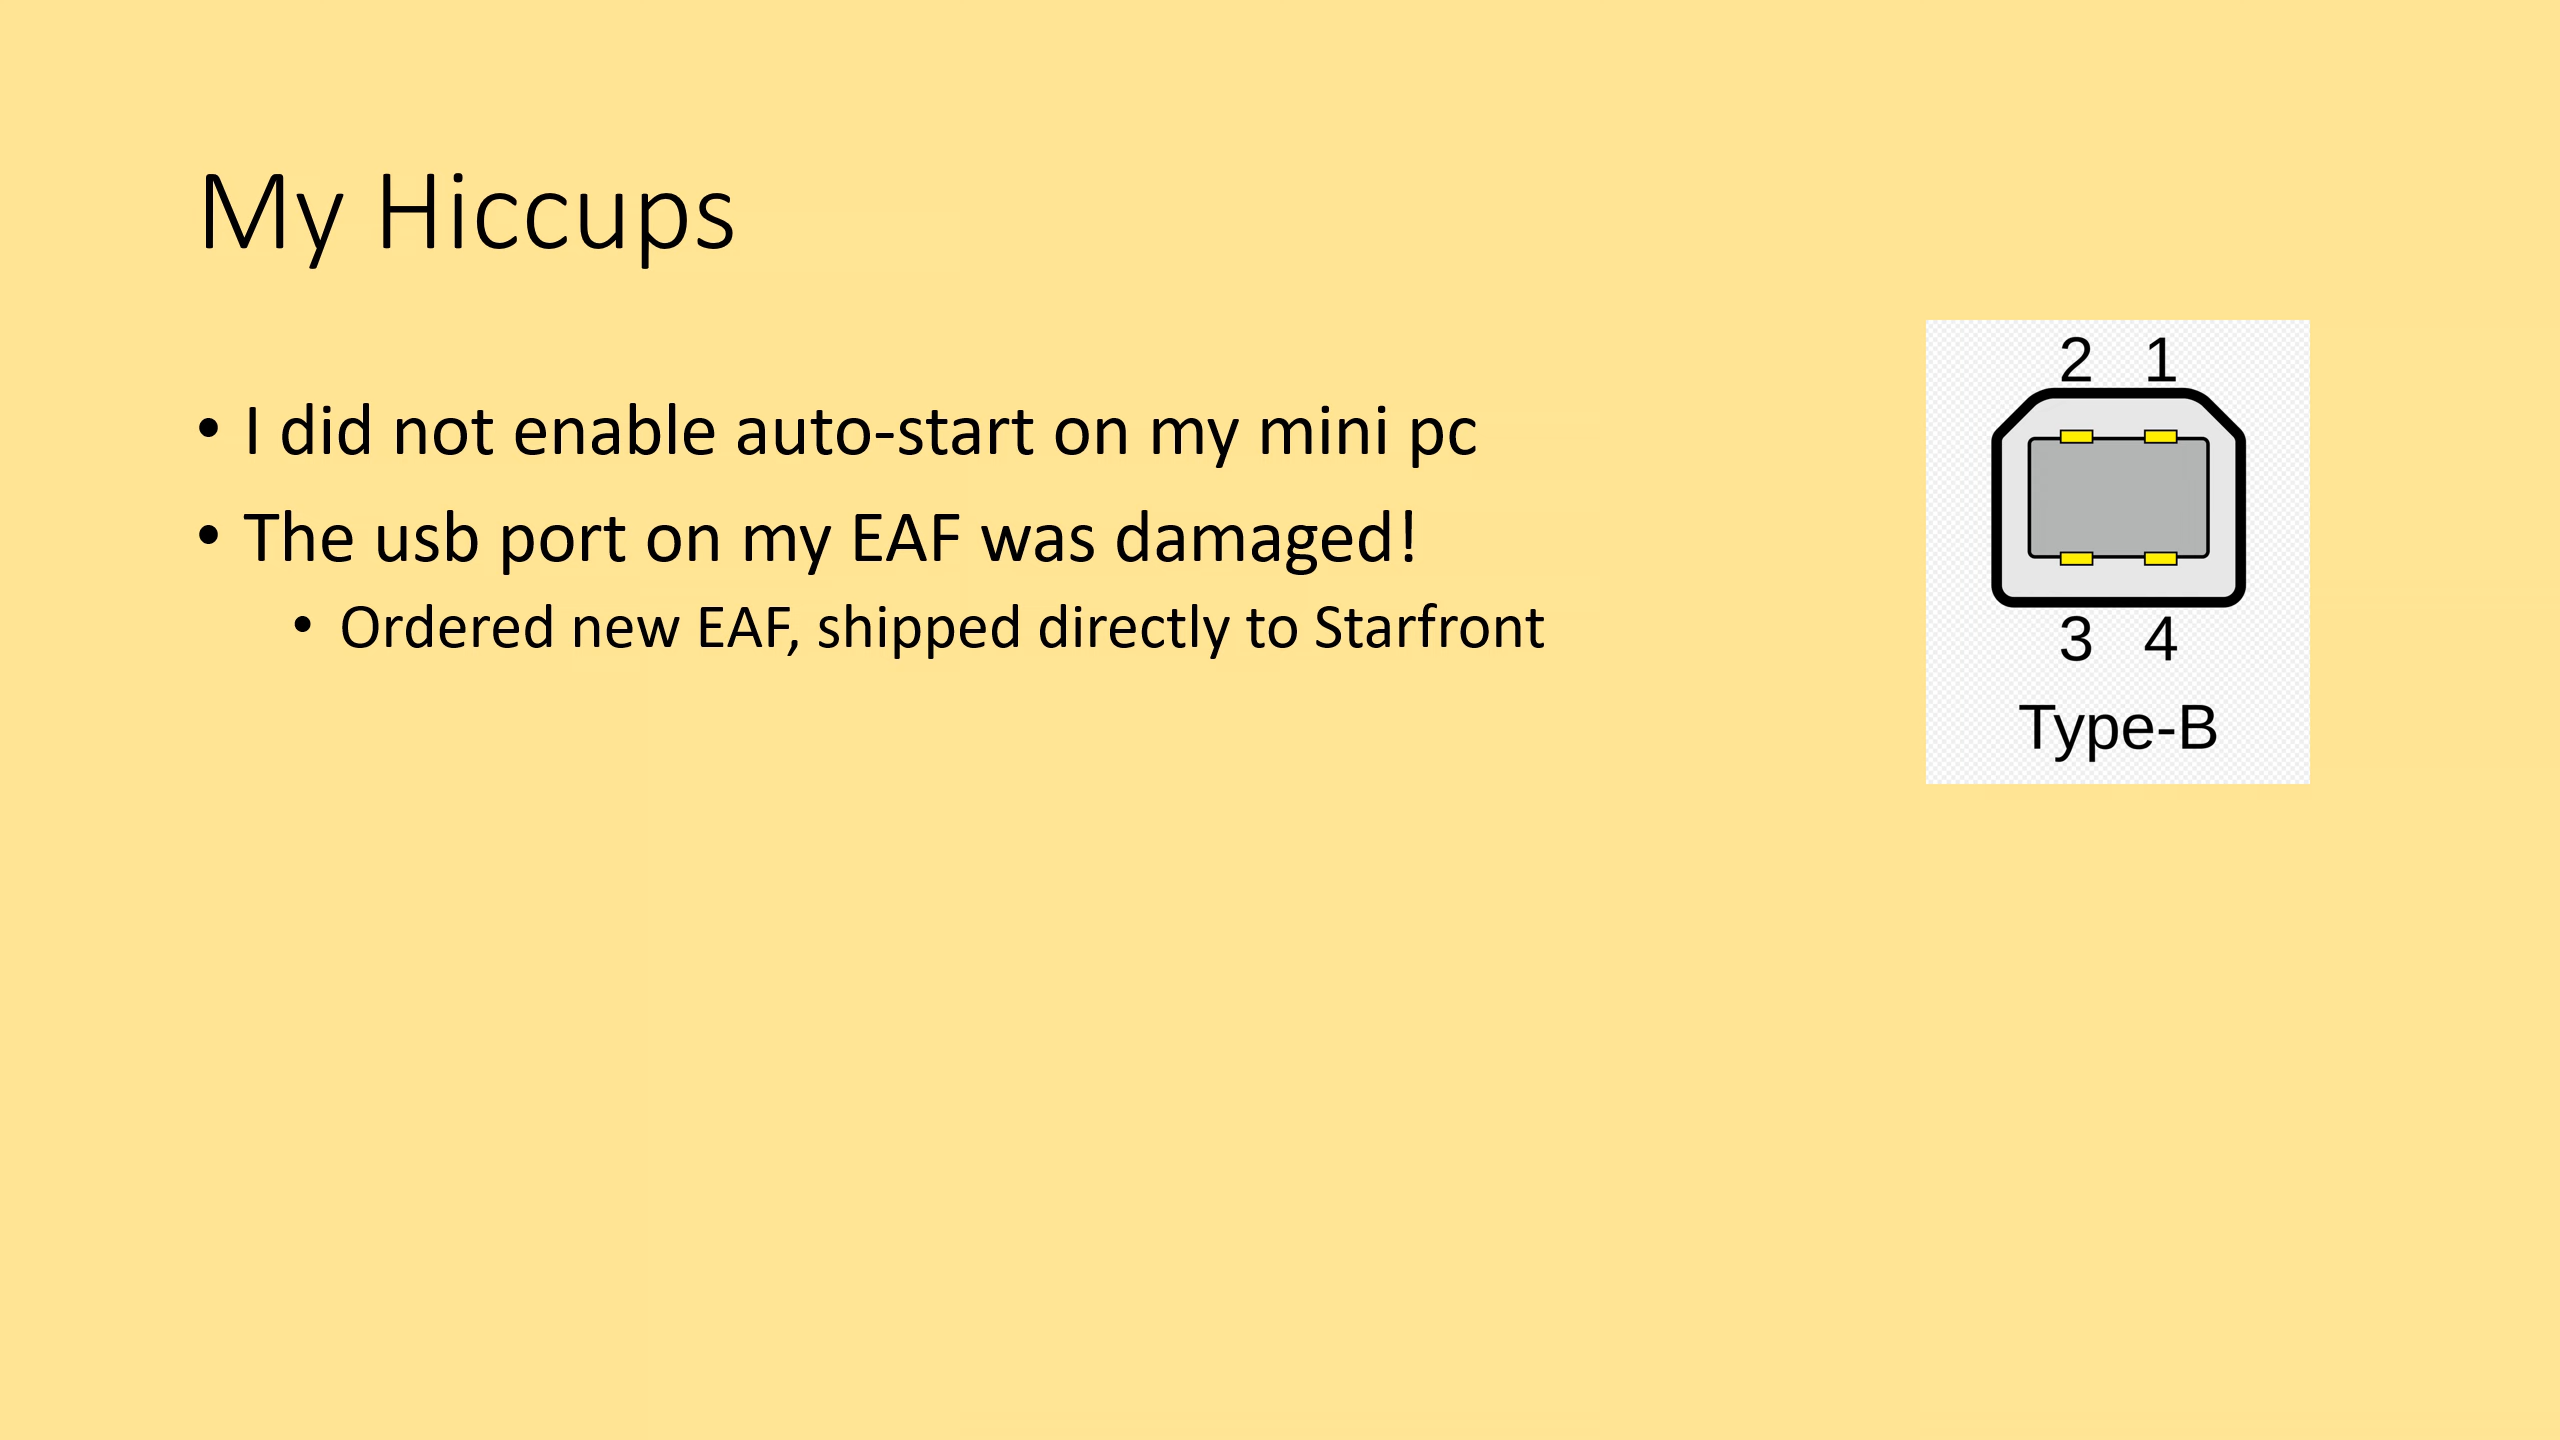 My Hiccups
• I did not enable auto-start on my mini pc
• The usb port on my EAF was damaged!
• Ordered new EAF, shipped directly to Starfront
2 1
3 4
Type-B